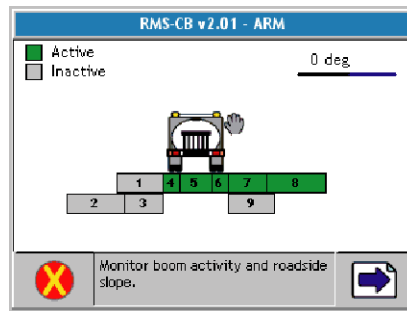 RMS-CB v2.01 - ARM
Active
Inactive
0 deg
1 4 5 6 7 8
2 3 9
Monitor boom activity and roadside
slope.